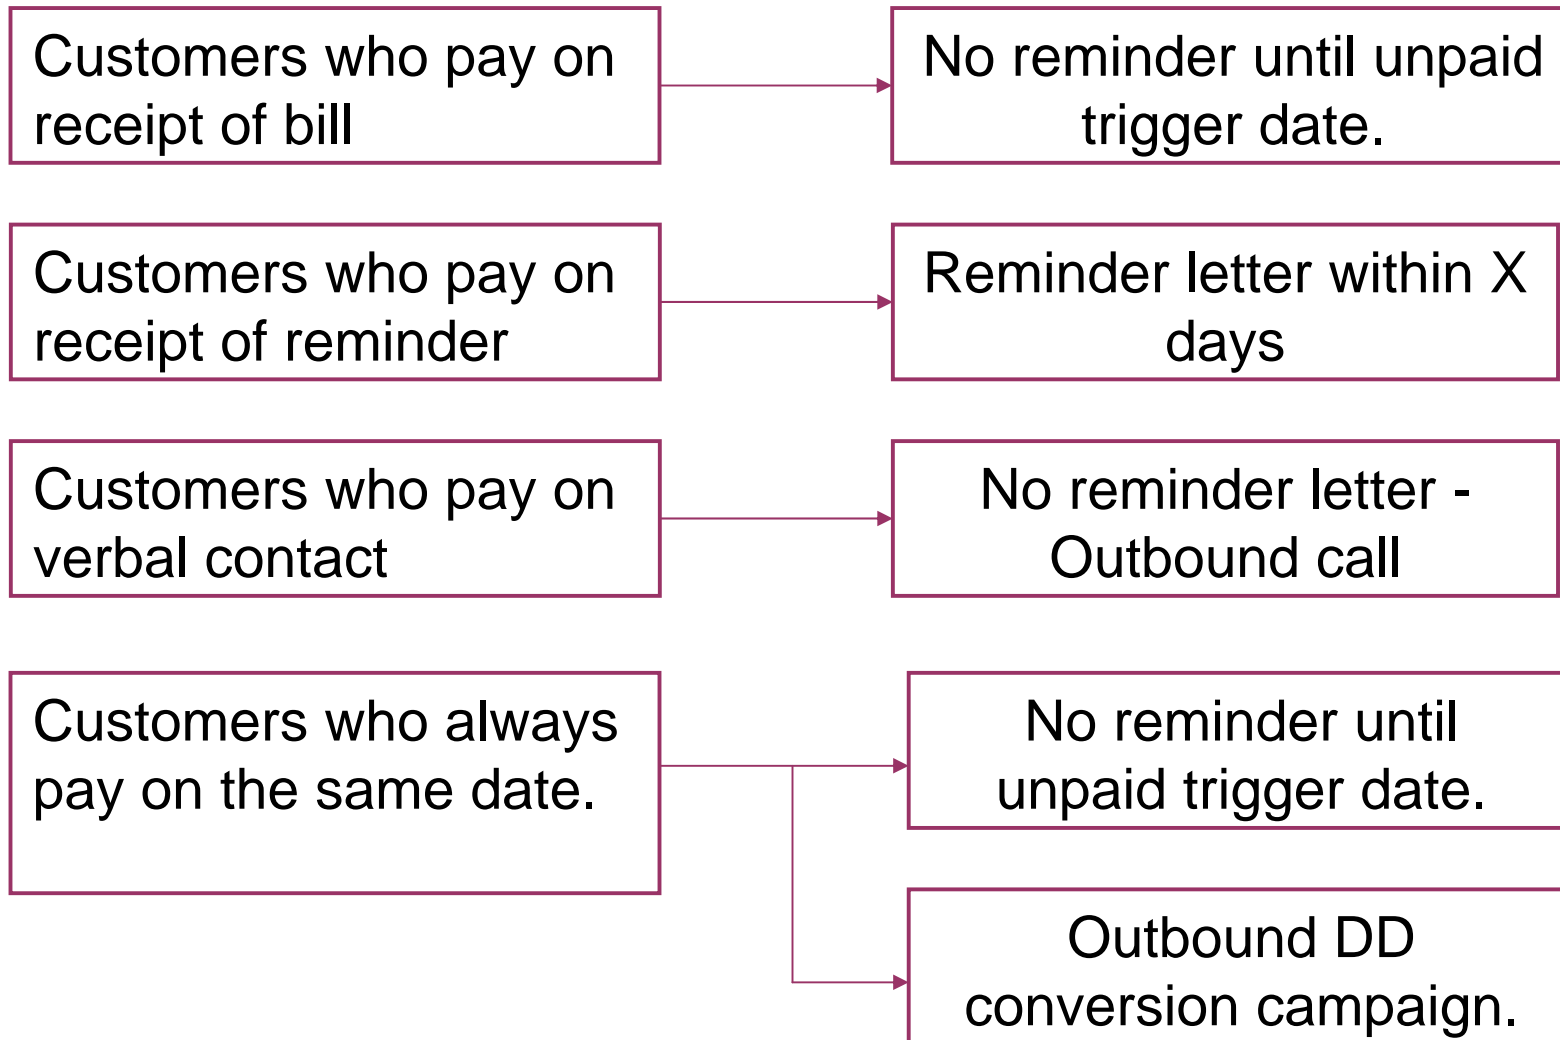 Customers who pay on
receipt of bill
No reminder until unpaid
trigger date.
Customers who pay on
receipt of reminder
Reminder letter within X
days
Customers who pay on
verbal contact
No reminder letter -
Outbound call
Customers who always
pay on the same date.
No reminder until
unpaid trigger date.
Outbound DD
conversion campaign.